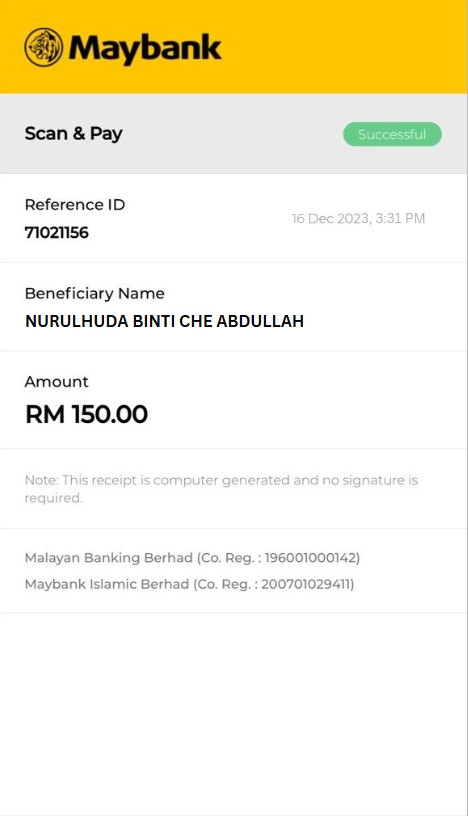 Maybank
Scan & Pay
Successful
Reference ID
16 Dec 2023, 3:31 PM
71021156
Beneficiary Name
NURULHUDA BINTI CHE ABDULLAH
Amount
RM 150.00
Note: This receipt is computer generated and no signature is
required.
Malayan Banking Berhad (Co. Reg. : 196001000142)
Maybank Islamic Berhad (Co. Reg. : 200701029411)